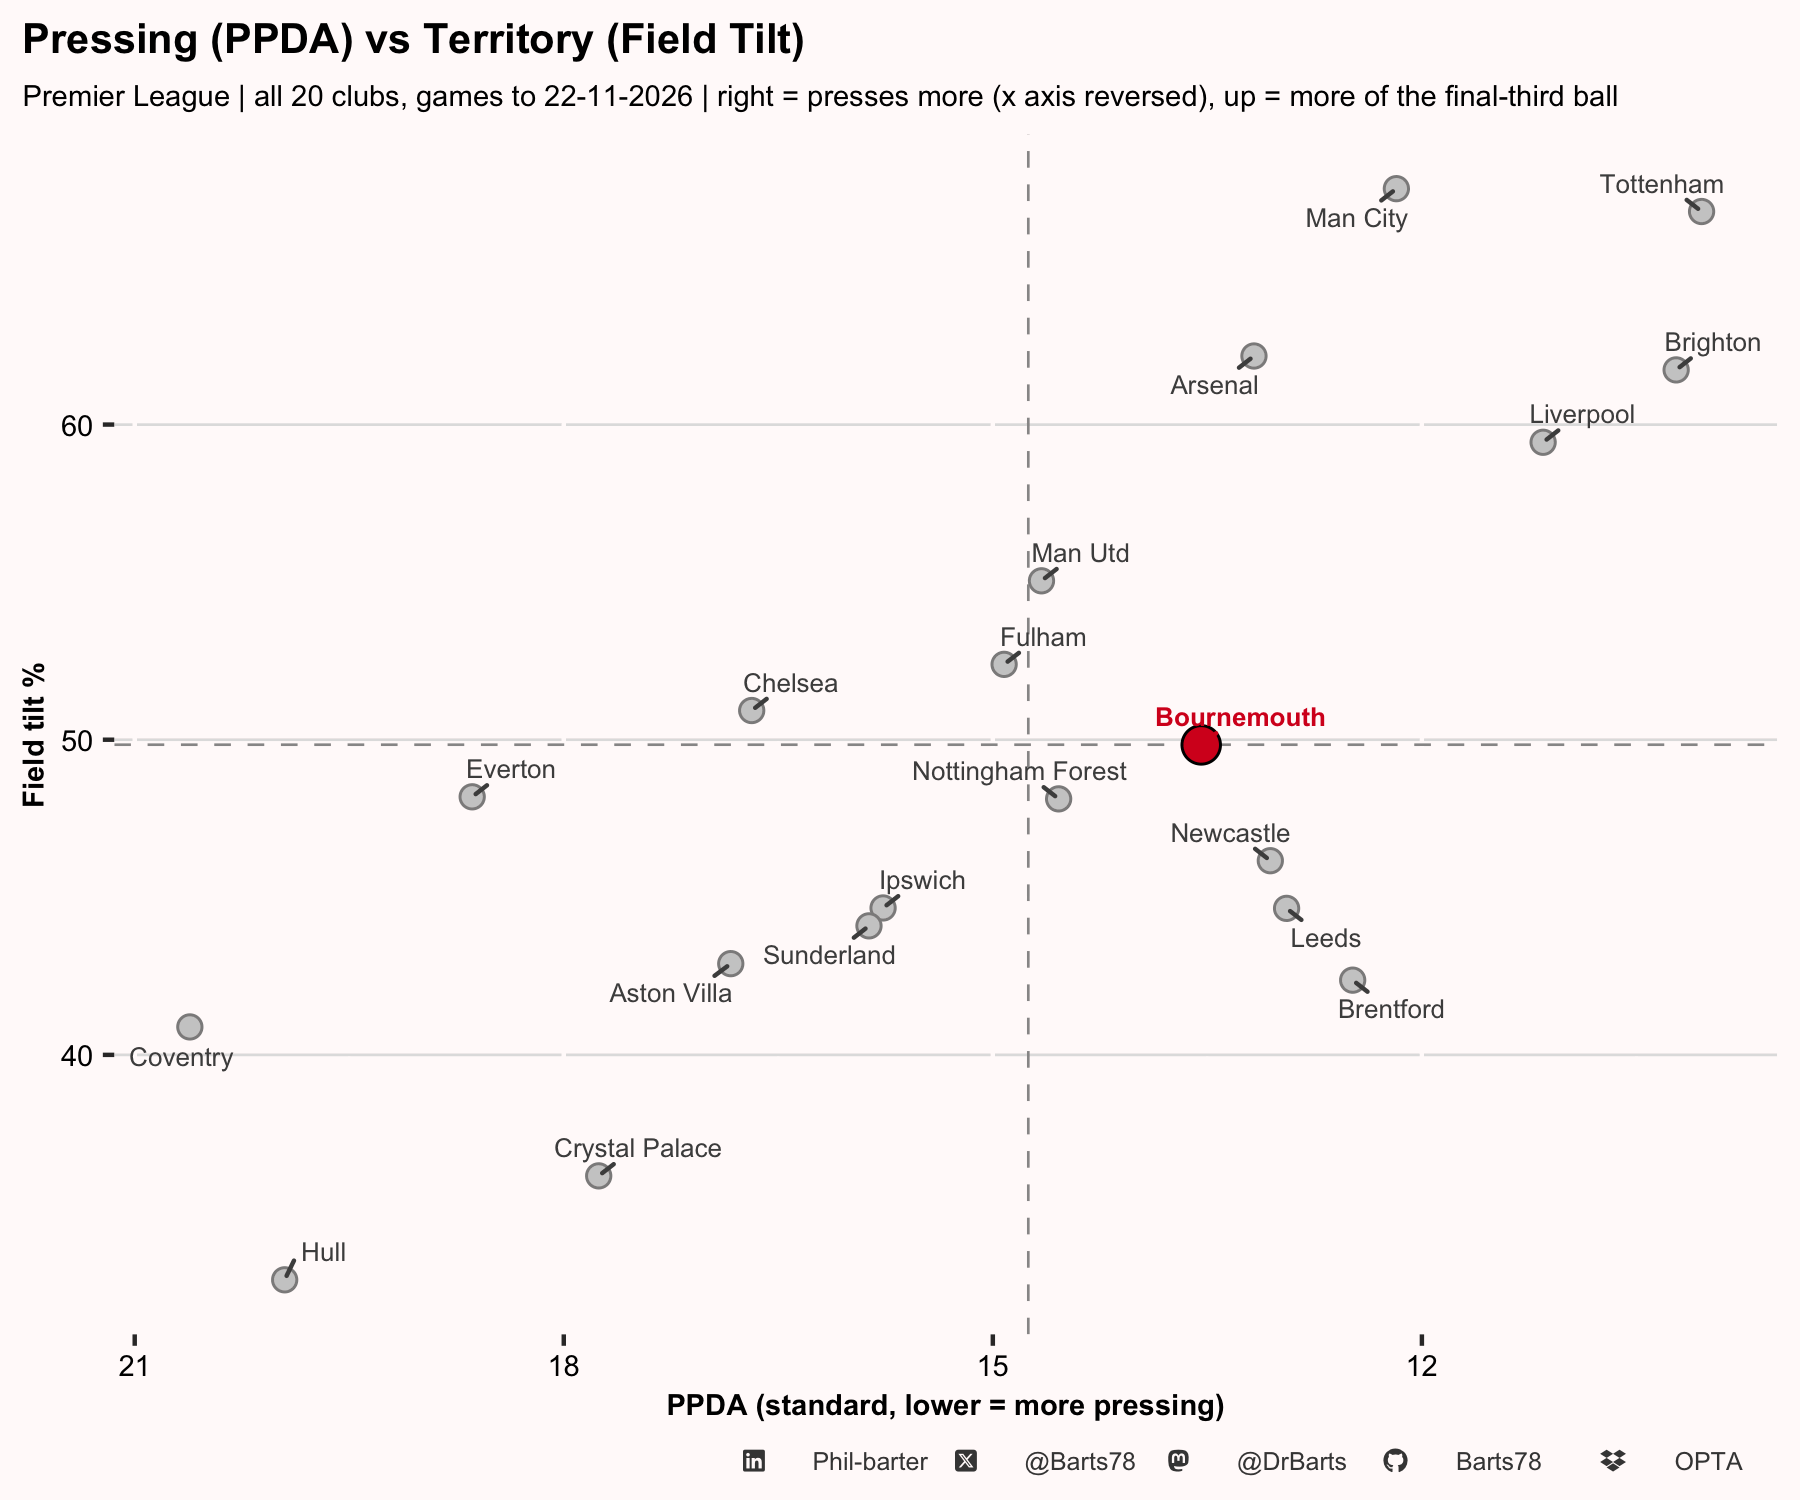 Pressing (PPDA) vs Territory (Field Tilt)
Premier League | all 20 clubs, games to 22-11-2026 | right = presses more (x axis reversed), up = more of the final-third ball
Tottenham
Man City
Brighton
Arsenal
Liverpool
60
Man Utd
Fulham
Chelsea
Bournemouth
50
Field tilt %
Everton
Nottingham Forest
Newcastle
Ipswich
Leeds
Sunderland
Aston Villa
Brentford
Coventry
40
Crystal Palace
Hull
21 18 15 12
PPDA (standard, lower = more pressing)
Phil-barter @Barts78 @DrBarts Barts78 OPTA